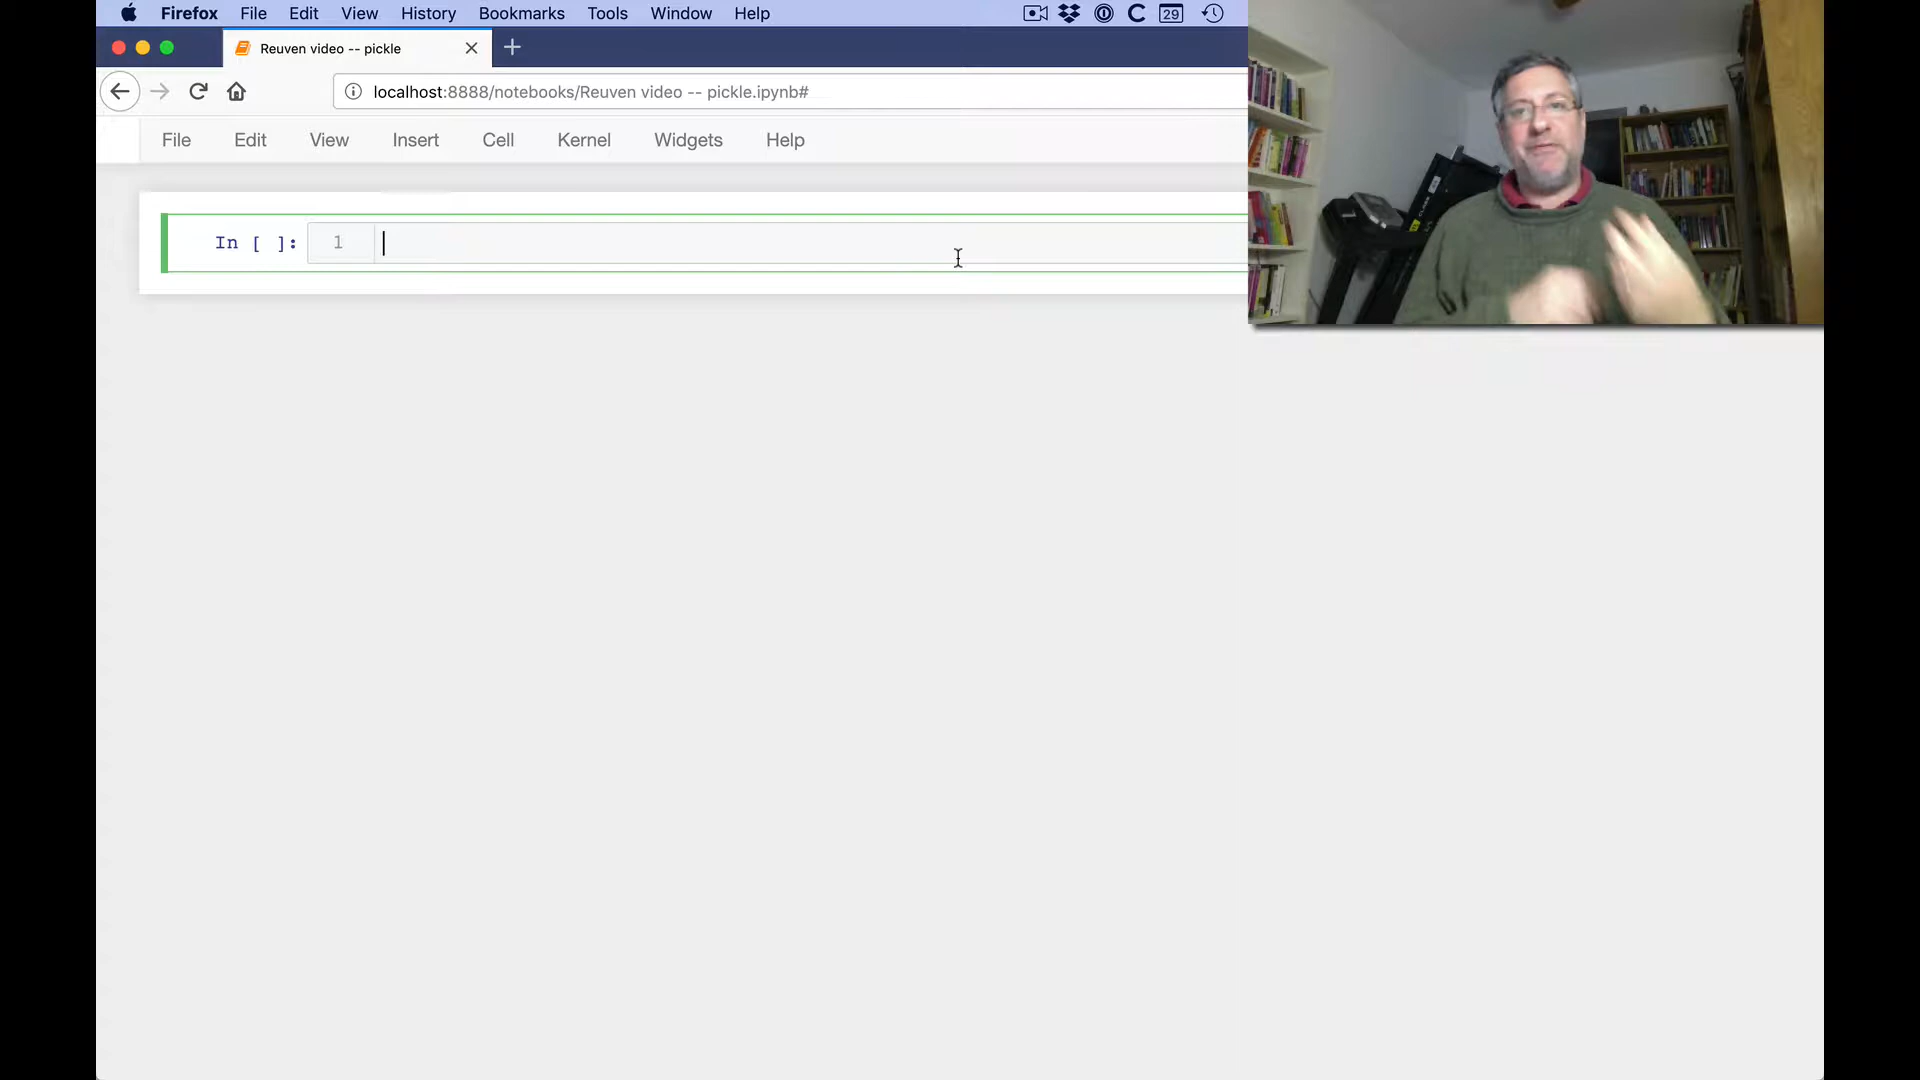 Firefox File Edit View History Bookmarks Tools Window Help 29
Reuven video -- pickle
localhost:8888/notebooks/Reuven video -- pickle.ipynb#
File Edit View Insert Cell Kernel Widgets Help
In [ ]: 1